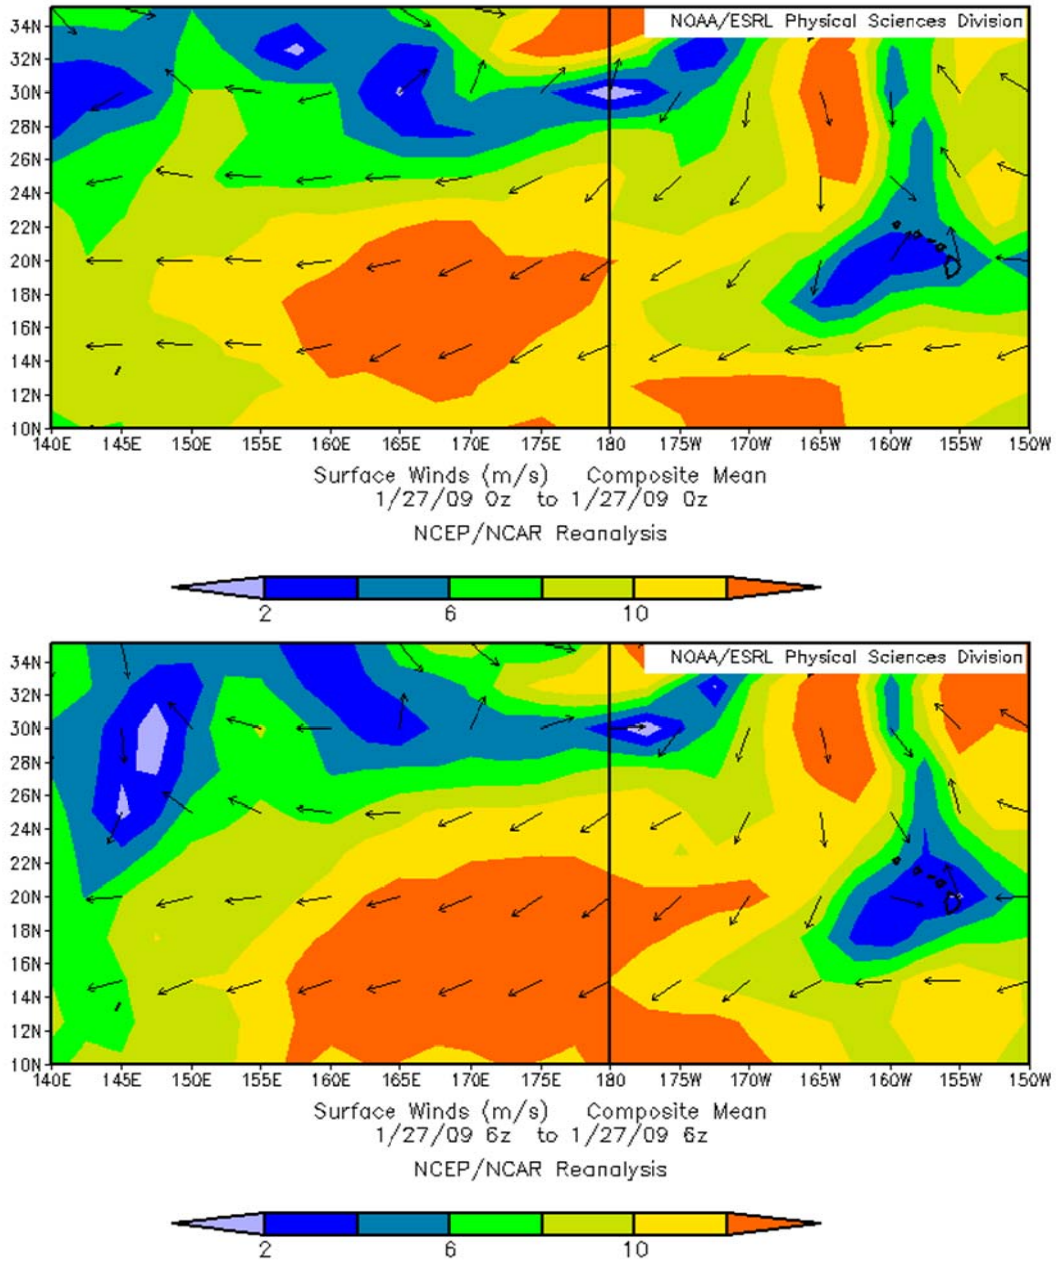 NOAA/ESRL Physical Sciences Division
34N
32N
30N
28N
26N
24N
22N
20N
18N
16N
14N
12N
10N
140E 145E 150E 155E 160E 165E 170E 175E 180 175W 170W 165W 160W 155W 150W
Surface Winds (m/s) Composite Mean
1/27/09 0z to 1/27/09 0z
NCEP/NCAR Reanalysis
2 6 10
NOAA/ESRL Physical Sciences Division
34N
32N
30N
28N
26N
24N
22N
20N
18N
16N
14N
12N
10N
140E 145E 150E 155E 160E 165E 170E 175E 180 175W 170W 165W 160W 155W 150W
Surface Winds (m/s) Composite Mean
1/27/09 6z to 1/27/09 6z
NCEP/NCAR Reanalysis
2 6 10